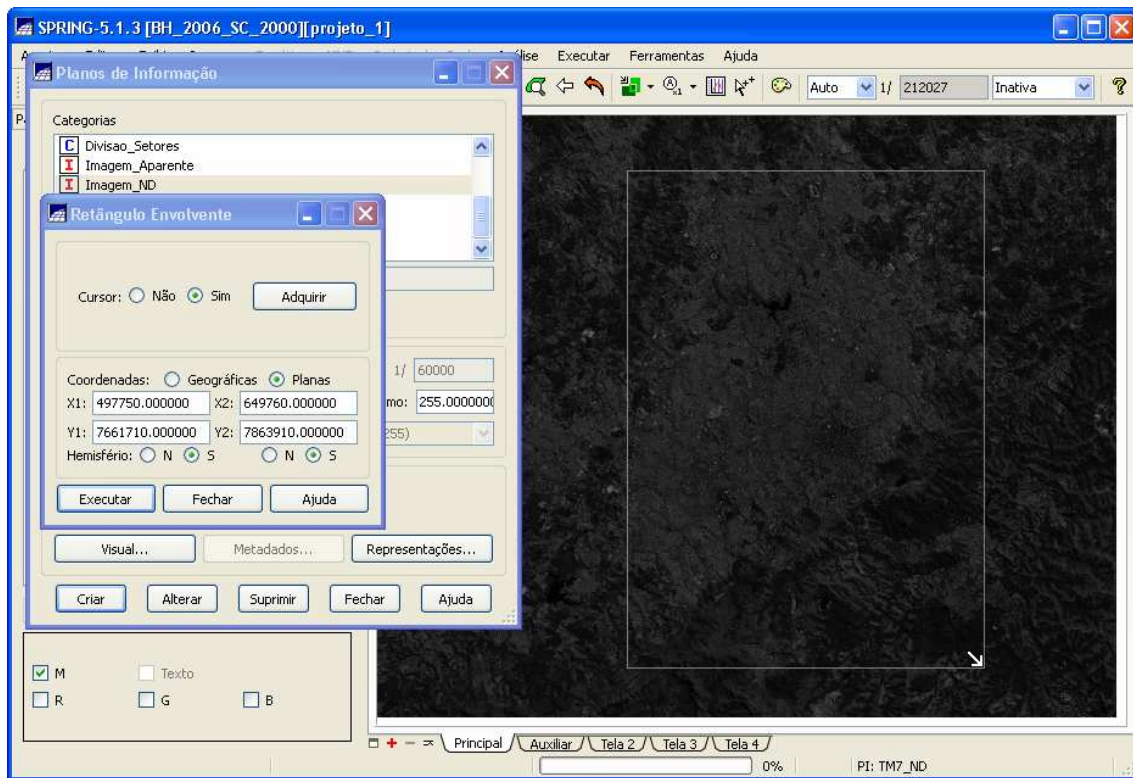 SPRING-5.1.3 [BH_2006_SC_2000][projeto_1]
Executar Ferramentas Ajuda
Auto 1/ 212027 Inativa
Planos de Informação
Categorias
C Divisao_Setores
I Imagem_Aparente
I Imagem_ND
Retângulo Envolvente
Cursor: Não Sim Adquirir
Coordenadas: Geográficas Planas
X1: 497750.000000 X2: 649760.000000
Y1: 7661710.000000 Y2: 7863910.000000
Hemisfério: N S N S
Executar Fechar Ajuda
1/ 60000
mo: 255.0000000
255)
Visual... Metadados... Representações...
Criar Alterar Suprimir Fechar Ajuda
M Texto
R G B
Principal Auxiliar Tela 2 Tela 3 Tela 4
0% PI: TM7_ND